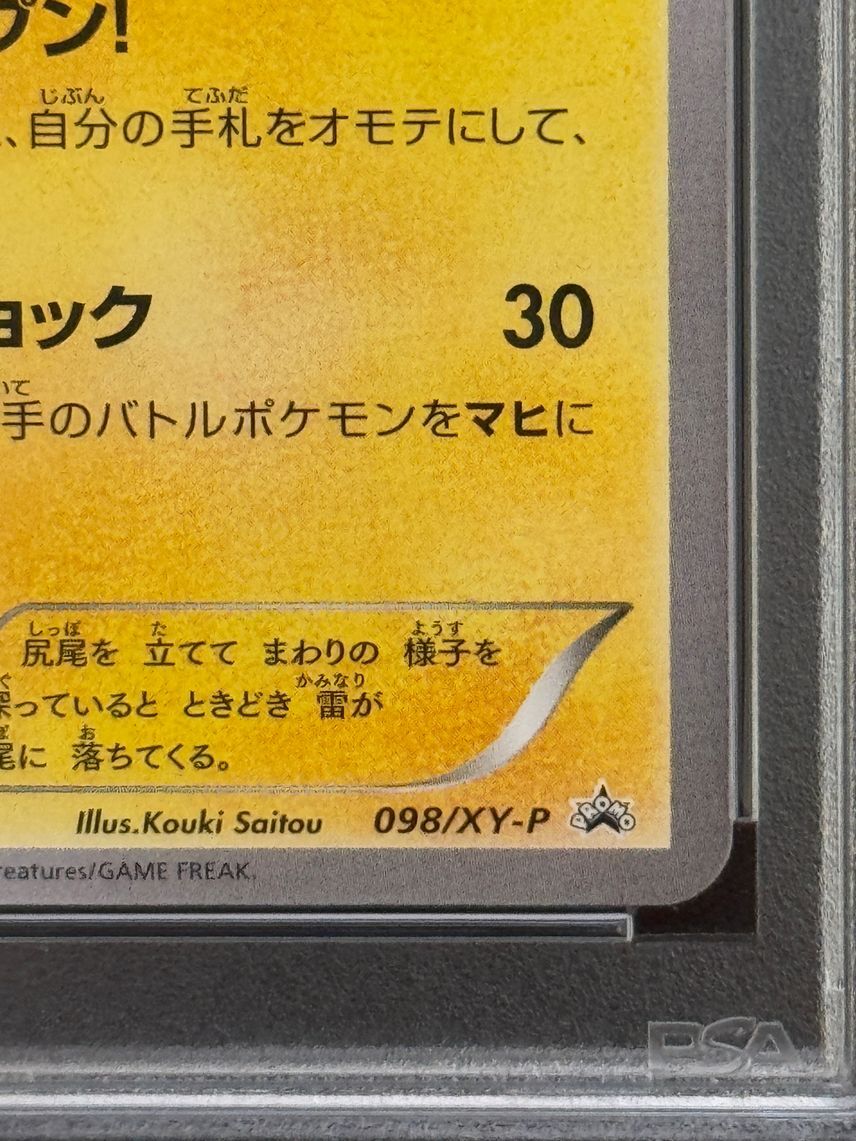 プン!
、自分の手札をオモテにして、
ョック 30
手のバトルポケモンをマヒに
尻尾を 立てて まわりの 様子を
探っていると ときどき 雷が
尾に 落ちてくる。
Illus.Kouki Saitou 098/XY-P PROMO
reatures/GAME FREAK.
PSA